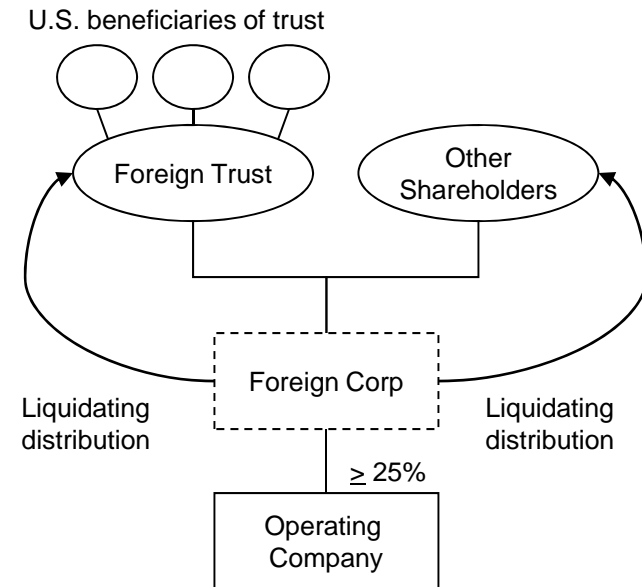 U.S. beneficiaries of trust
Foreign Trust
Other
Shareholders
Foreign Corp
Liquidating
distribution
Liquidating
distribution
≥ 25%
Operating
Company